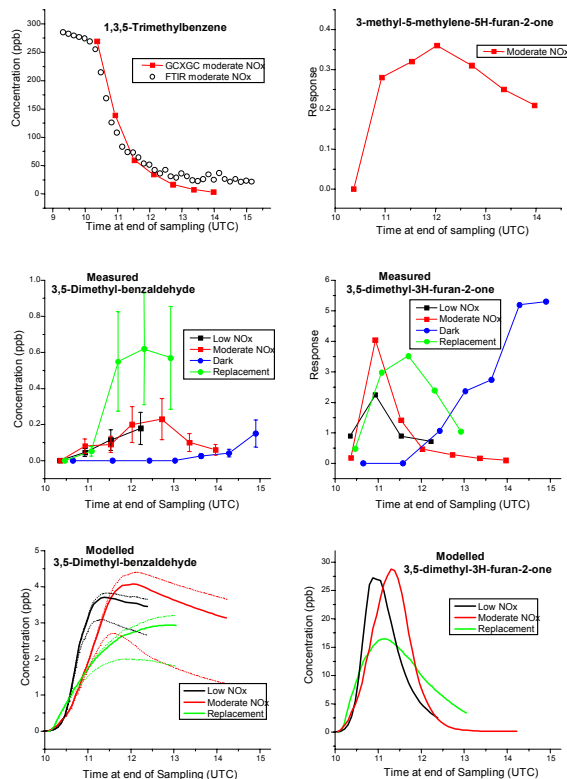 1,3,5-Trimethylbenzene
300
250
200
150
100
50
0
Concentration (ppb)
GCXGC moderate NOx
FTIR moderate NOx
9 10 11 12 13 14 15 16
Time at end of sampling (UTC)
3-methyl-5-methylene-5H-furan-2-one
0.4
0.3
0.2
0.1
0.0
Response
Moderate NOx
10 11 12 13 14 15
Time at end of sampling (UTC)
Measured
3,5-Dimethyl-benzaldehyde
1.0
0.8
0.6
0.4
0.2
0.0
Concentration (ppb)
Low NOx
Moderate NOx
Dark
Replacement
10 11 12 13 14 15
Time at end of Sampling (UTC)
Measured
3,5-dimethyl-3H-furan-2-one
6
5
4
3
2
1
0
Response
Low NOx
Moderate NOx
Dark
Replacement
10 11 12 13 14 15
Time at end of Sampling (UTC)
Modelled
3,5-Dimethyl-benzaldehyde
5
4
3
2
1
0
Concentration (ppb)
Low NOx
Moderate NOx
Replacement
10 11 12 13 14 15
Time at end of Sampling (UTC)
Modelled
3,5-dimethyl-3H-furan-2-one
30
25
20
15
10
5
0
Concentration (ppb)
Low NOx
Moderate NOx
Replacement
10 11 12 13 14 15
Time at end of Sampling (UTC)